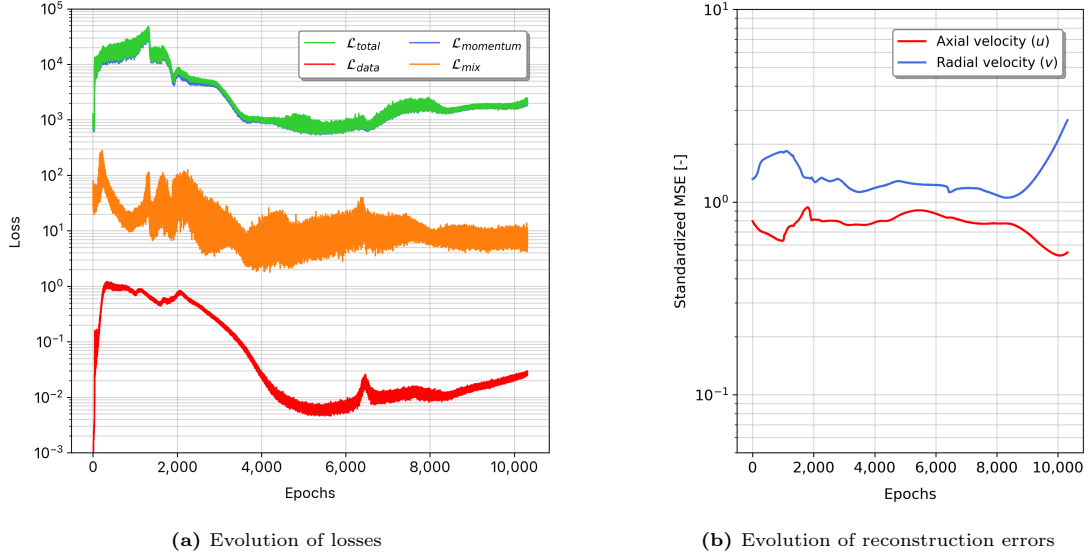 10^5
10^4
10^3
10^2
10^1
10^0
10^−1
10^−2
10^−3
Loss
ℒ_total
ℒ_data
ℒ_momentum
ℒ_mix
0 2,000 4,000 6,000 8,000 10,000
Epochs
(a) Evolution of losses
10^1
10^0
10^−1
Standardized MSE [-]
Axial velocity (u)
Radial velocity (v)
0 2,000 4,000 6,000 8,000 10,000
Epochs
(b) Evolution of reconstruction errors